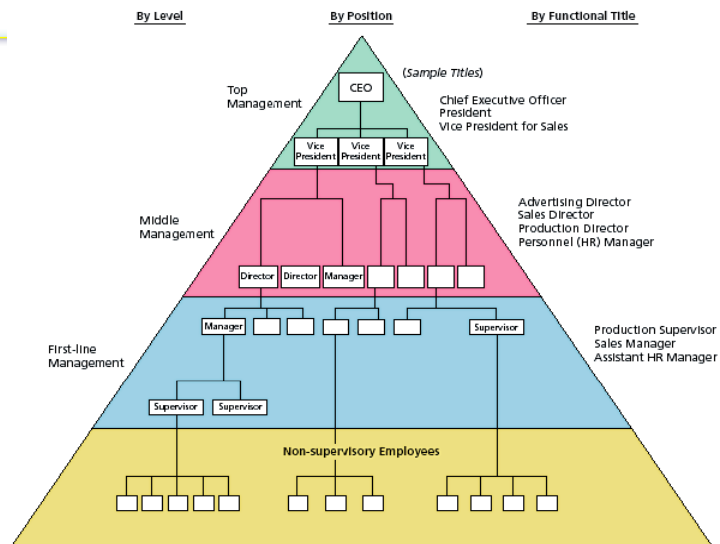 By Level
By Position
By Functional Title
(Sample Titles)
Top
Management
CEO
Chief Executive Officer
President
Vice President for Sales
Vice
President
Vice
President
Vice
President
Middle
Management
Advertising Director
Sales Director
Production Director
Personnel (HR) Manager
Director
Director
Manager
First-line
Management
Manager
Supervisor
Production Supervisor
Sales Manager
Assistant HR Manager
Supervisor
Supervisor
Non-supervisory Employees